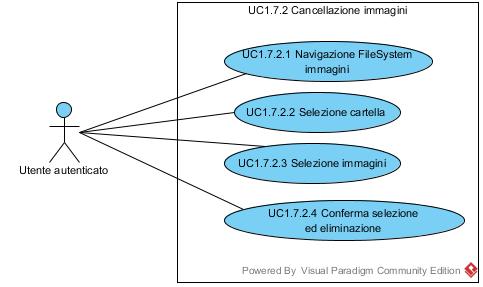 UC1.7.2 Cancellazione immagini
UC1.7.2.1 Navigazione FileSystem
immagini
UC1.7.2.2 Selezione cartella
Utente autenticato
UC1.7.2.3 Selezione immagini
UC1.7.2.4 Conferma selezione
ed eliminazione
Powered By Visual Paradigm Community Edition